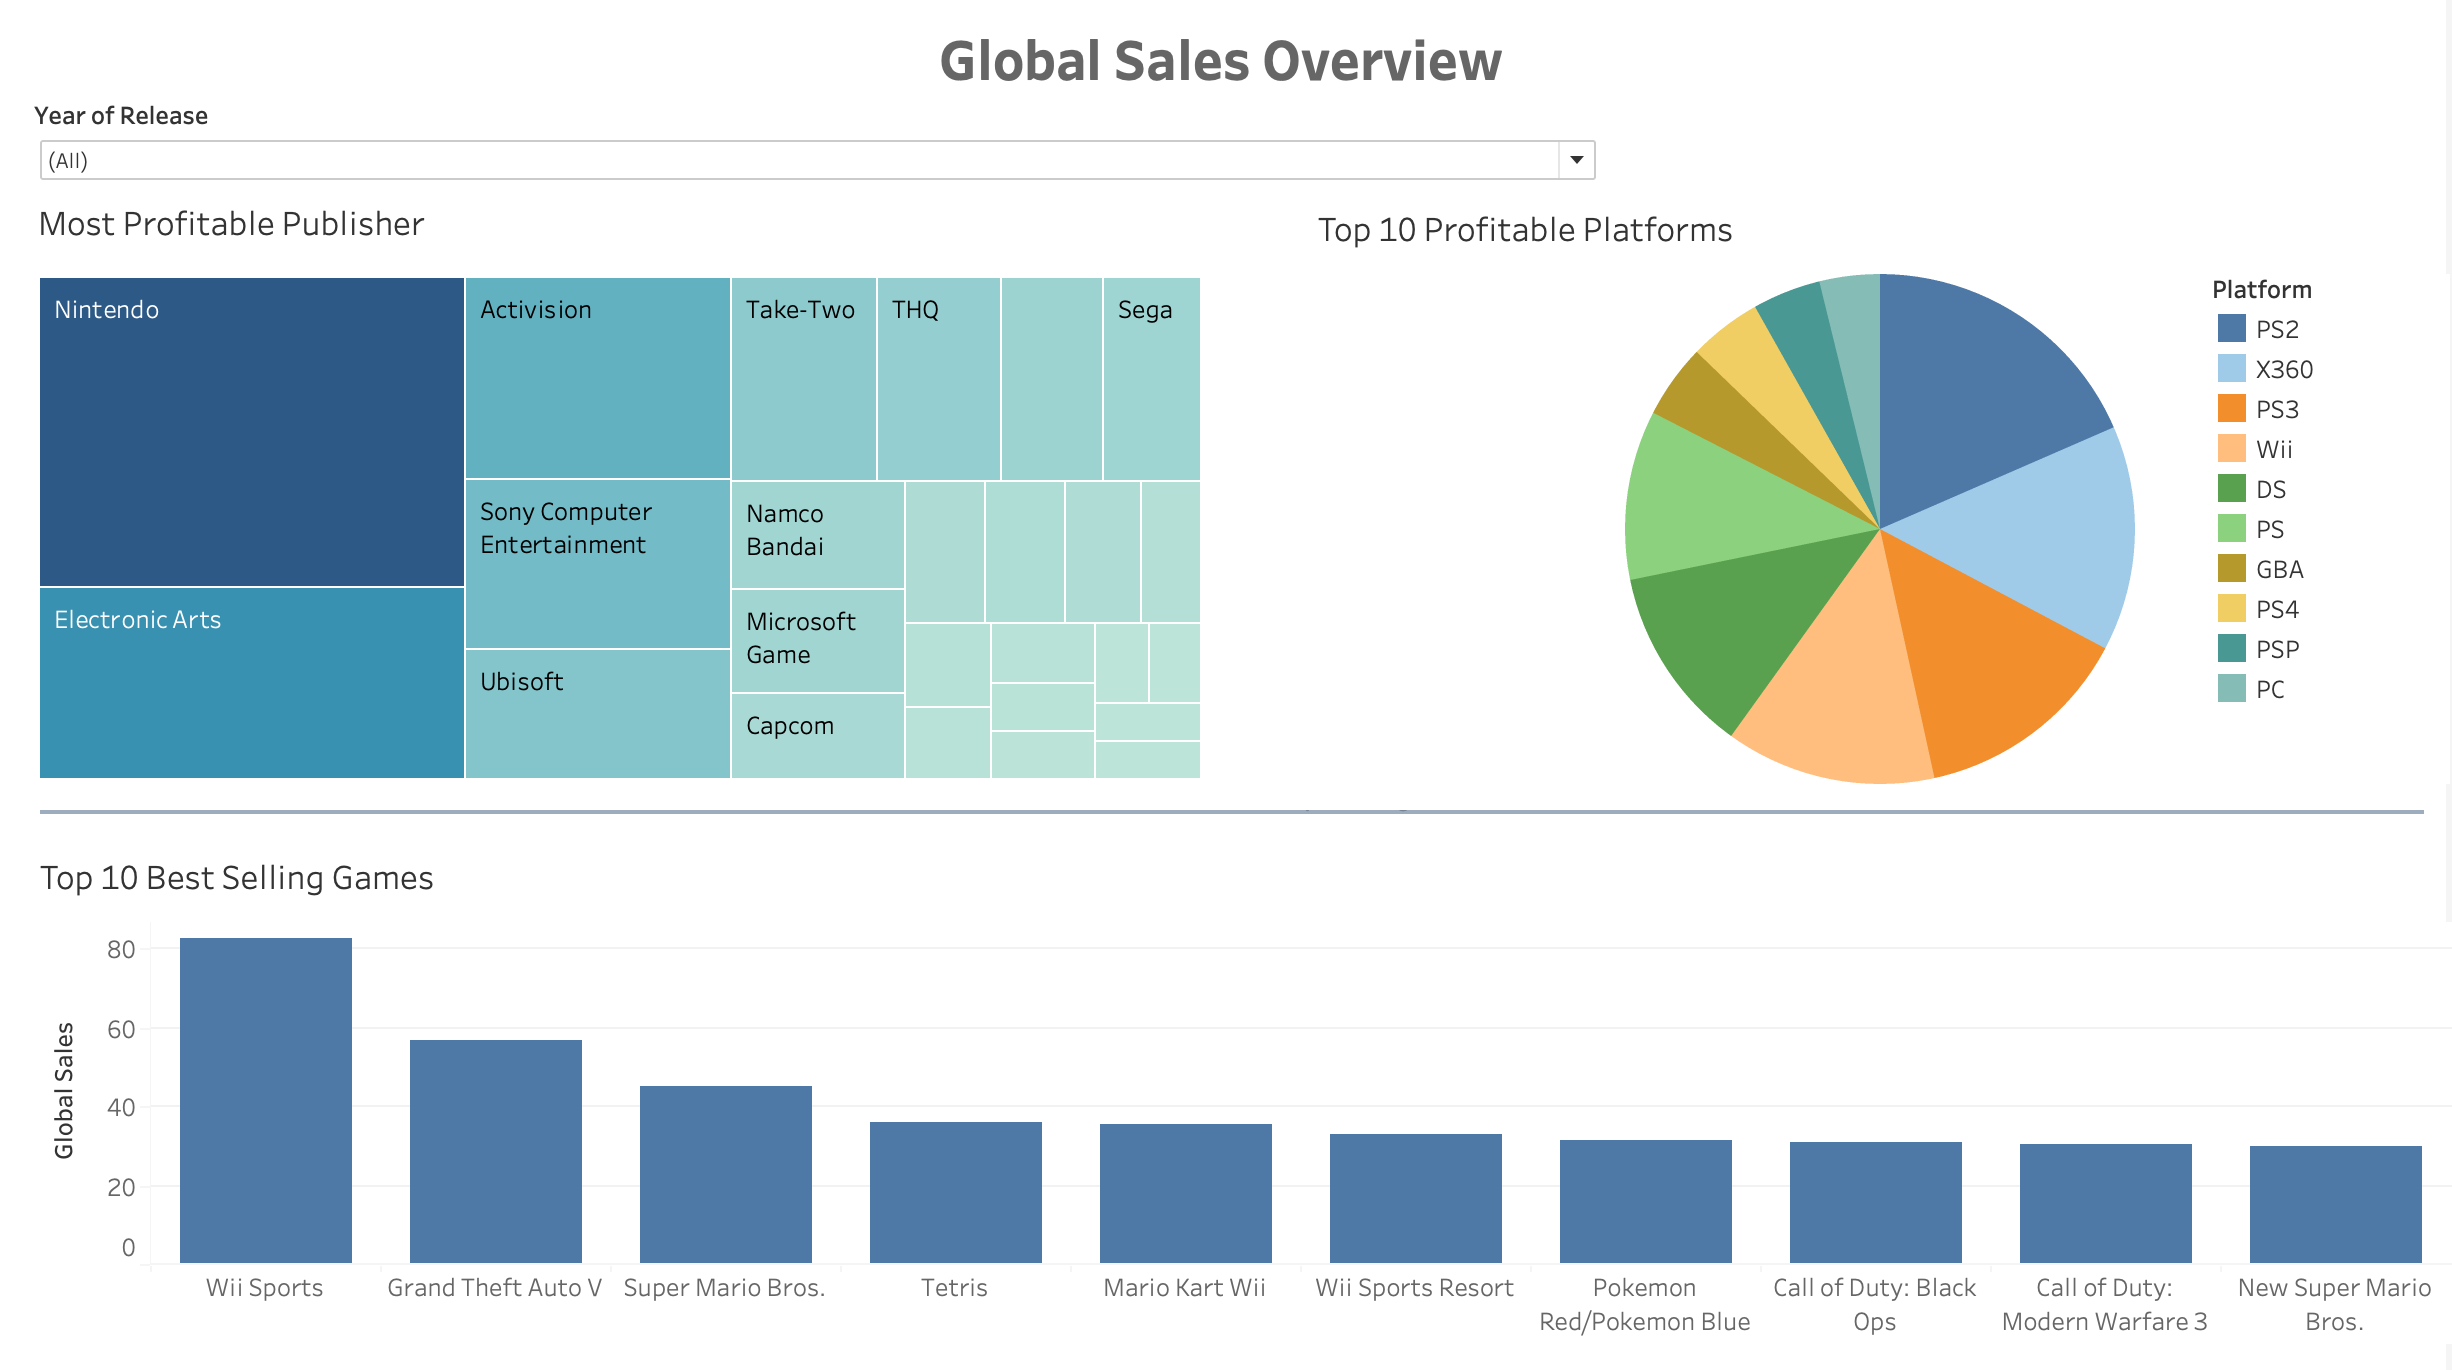 Global Sales Overview
Year of Release
(All)
Most Profitable Publisher
Nintendo
Electronic Arts
Activision
Sony Computer
Entertainment
Ubisoft
Take-Two
THQ
Sega
Namco
Bandai
Microsoft
Game
Capcom
Top 10 Profitable Platforms
Platform
PS2
X360
PS3
Wii
DS
PS
GBA
PS4
PSP
PC
Top 10 Best Selling Games
Global Sales
80
60
40
20
0
Wii Sports
Grand Theft Auto V
Super Mario Bros.
Tetris
Mario Kart Wii
Wii Sports Resort
Pokemon
Red/Pokemon Blue
Call of Duty: Black
Ops
Call of Duty:
Modern Warfare 3
New Super Mario
Bros.